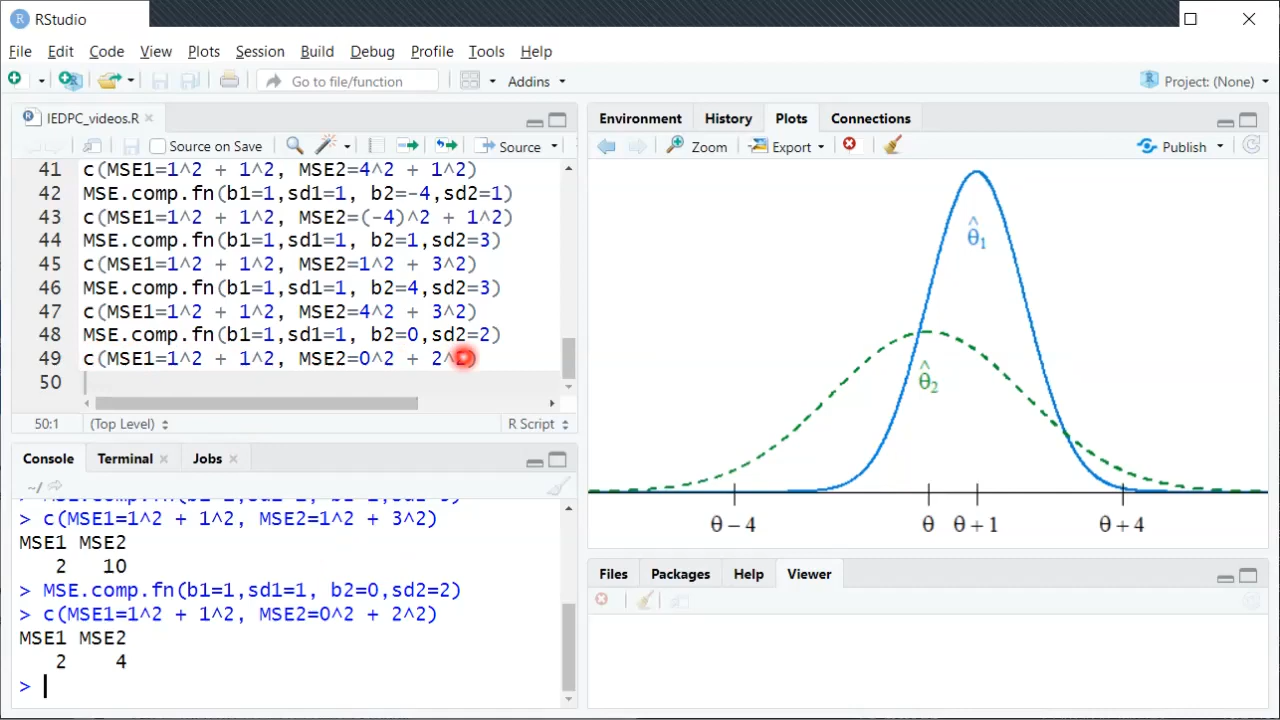 RStudio
File Edit Code View Plots Session Build Debug Profile Tools Help
Go to file/function Addins Project: (None)
IEDPC_videos.R
Source on Save Source
41 c(MSE1=1^2 + 1^2, MSE2=4^2 + 1^2)
42 MSE.comp.fn(b1=1,sd1=1, b2=-4,sd2=1)
43 c(MSE1=1^2 + 1^2, MSE2=(-4)^2 + 1^2)
44 MSE.comp.fn(b1=1,sd1=1, b2=1,sd2=3)
45 c(MSE1=1^2 + 1^2, MSE2=1^2 + 3^2)
46 MSE.comp.fn(b1=1,sd1=1, b2=4,sd2=3)
47 c(MSE1=1^2 + 1^2, MSE2=4^2 + 3^2)
48 MSE.comp.fn(b1=1,sd1=1, b2=0,sd2=2)
49 c(MSE1=1^2 + 1^2, MSE2=0^2 + 2^2)
50
50:1 (Top Level) R Script
Console Terminal Jobs
~/
> c(MSE1=1^2 + 1^2, MSE2=1^2 + 3^2)
MSE1 MSE2
2 10
> MSE.comp.fn(b1=1,sd1=1, b2=0,sd2=2)
> c(MSE1=1^2 + 1^2, MSE2=0^2 + 2^2)
MSE1 MSE2
2 4
>
Environment History Plots Connections
Zoom Export Publish
θ̂₁
θ̂₂
θ − 4 θ θ + 1 θ + 4
Files Packages Help Viewer